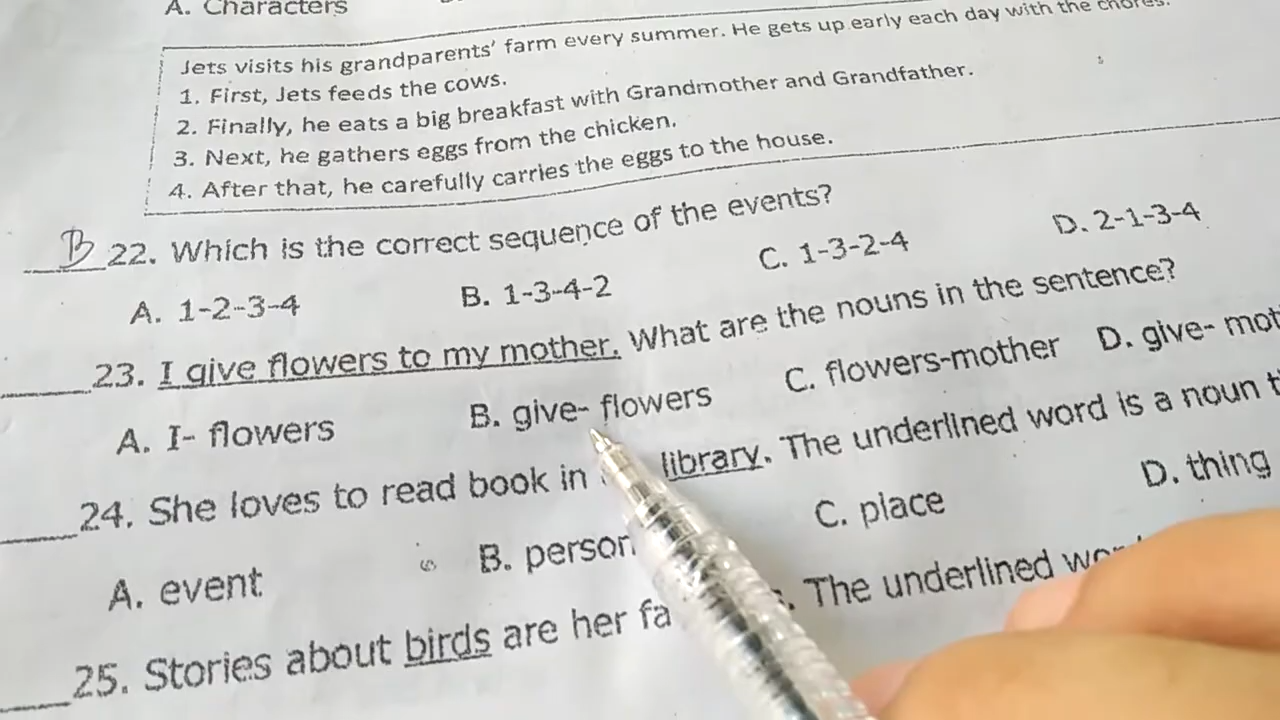 A. Characters
Jets visits his grandparents' farm every summer. He gets up early each day with the chores.
1. First, Jets feeds the cows.
2. Finally, he eats a big breakfast with Grandmother and Grandfather.
3. Next, he gathers eggs from the chicken.
4. After that, he carefully carries the eggs to the house.
B 22. Which is the correct sequence of the events?
A. 1-2-3-4 B. 1-3-4-2 C. 1-3-2-4 D. 2-1-3-4
23. I give flowers to my mother. What are the nouns in the sentence?
A. I- flowers B. give- flowers C. flowers-mother D. give-
24. She loves to read book in library. The underlined word is a noun
A. event B. person C. place D. thing
25. Stories about birds are her The underlined